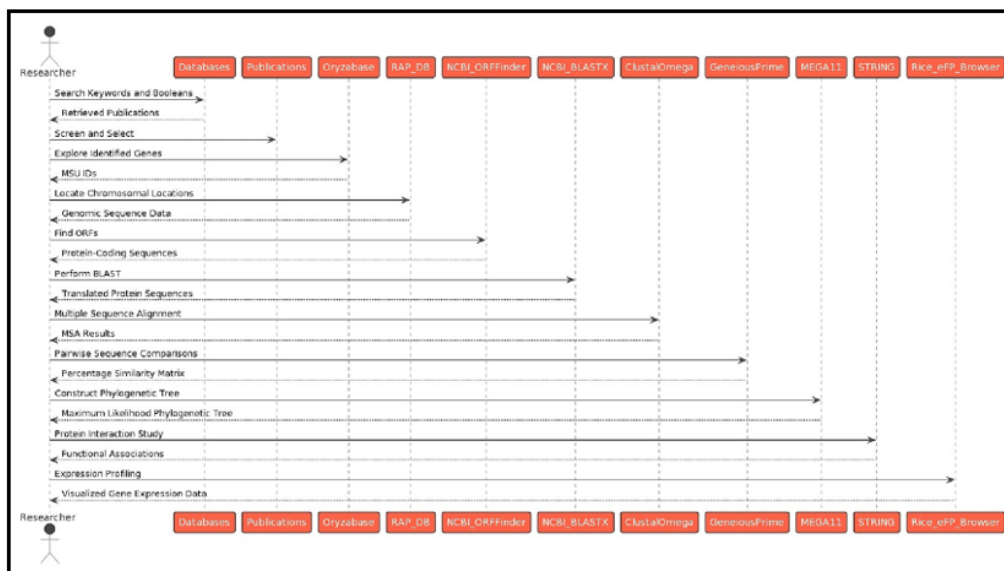 Researcher
Databases Publications Oryzabase RAP_DB NCBI_ORFFinder NCBI_BLASTX ClustalOmega GeneiousPrime MEGA11 STRING Rice_eFP_Browser
Search Keywords and Booleans
Retrieved Publications
Screen and Select
Explore Identified Genes
MSU IDs
Locate Chromosomal Locations
Genomic Sequence Data
Find ORFs
Protein-Coding Sequences
Perform BLAST
Translated Protein Sequences
Multiple Sequence Alignment
MSA Results
Pairwise Sequence Comparisons
Percentage Similarity Matrix
Construct Phylogenetic Tree
Maximum Likelihood Phylogenetic Tree
Protein Interaction Study
Functional Associations
Expression Profiling
Visualized Gene Expression Data
Researcher
Databases Publications Oryzabase RAP_DB NCBI_ORFFinder NCBI_BLASTX ClustalOmega GeneiousPrime MEGA11 STRING Rice_eFP_Browser